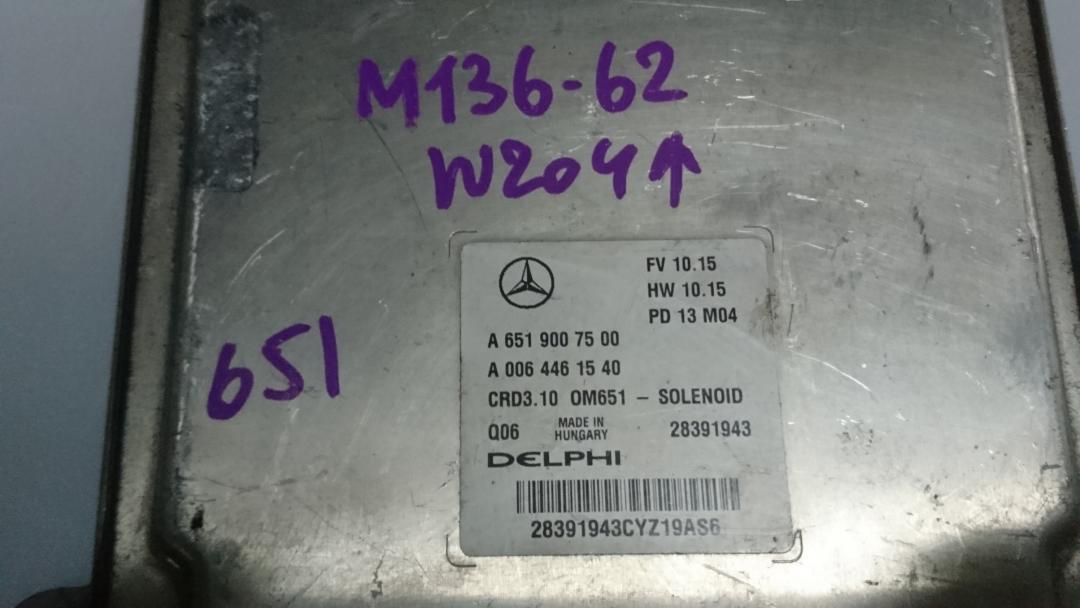 M136-62
W204↑
651
FV 10.15
HW 10.15
PD 13 M04
A 651 900 75 00
A 006 446 15 40
CRD3.10 OM651 – SOLENOID
Q06 MADE IN HUNGARY 28391943
DELPHI
28391943CYZ19AS6